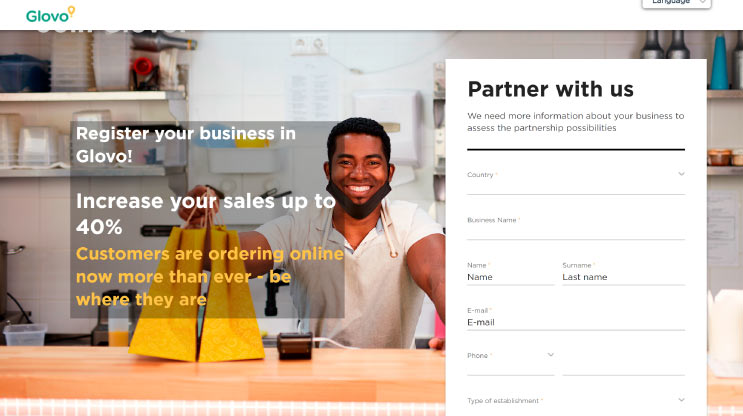 Language
Glovo
com Glovo!
Register your business in
Glovo!
Increase your sales up to
40%
Customers are ordering online
now more than ever - be
where they are
Partner with us
We need more information about your business to
assess the partnership possibilities
Country *
Business Name *
Name * Surname *
Name Last name
E-mail *
E-mail
Phone *
Type of establishment *